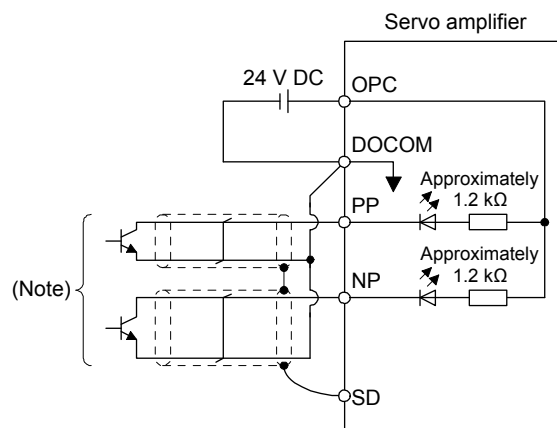 Servo amplifier
24 V DC
OPC
DOCOM
Approximately
1.2 kΩ
PP
Approximately
1.2 kΩ
NP
(Note)
SD